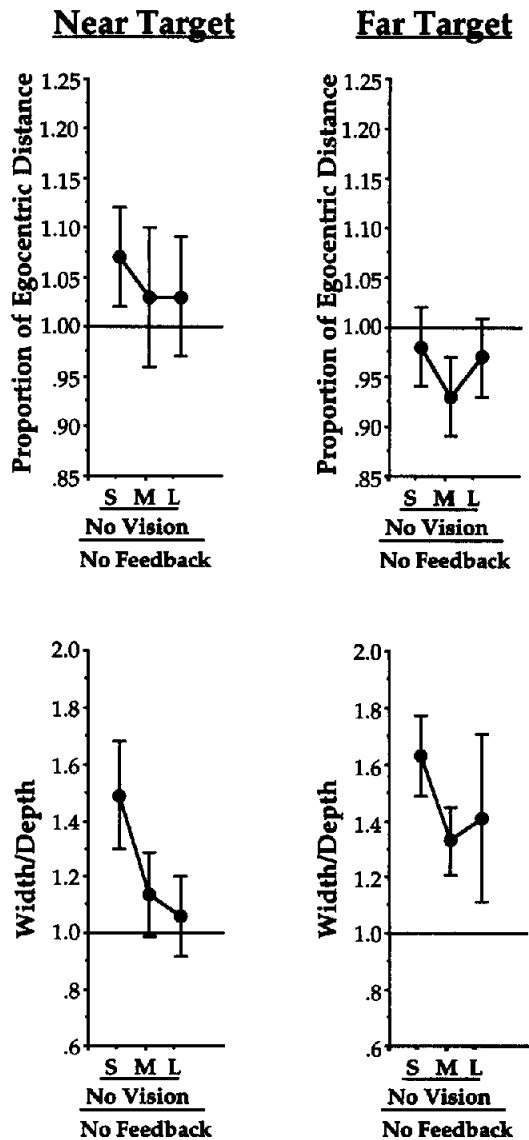 Near Target
Far Target
Proportion of Egocentric Distance
1.25
1.20
1.15
1.10
1.05
1.00
.95
.90
.85
S M L
No Vision
No Feedback
Proportion of Egocentric Distance
1.25
1.20
1.15
1.10
1.05
1.00
.95
.90
.85
S M L
No Vision
No Feedback
Width/Depth
2.0
1.8
1.6
1.4
1.2
1.0
.8
.6
S M L
No Vision
No Feedback
Width/Depth
2.0
1.8
1.6
1.4
1.2
1.0
.8
.6
S M L
No Vision
No Feedback